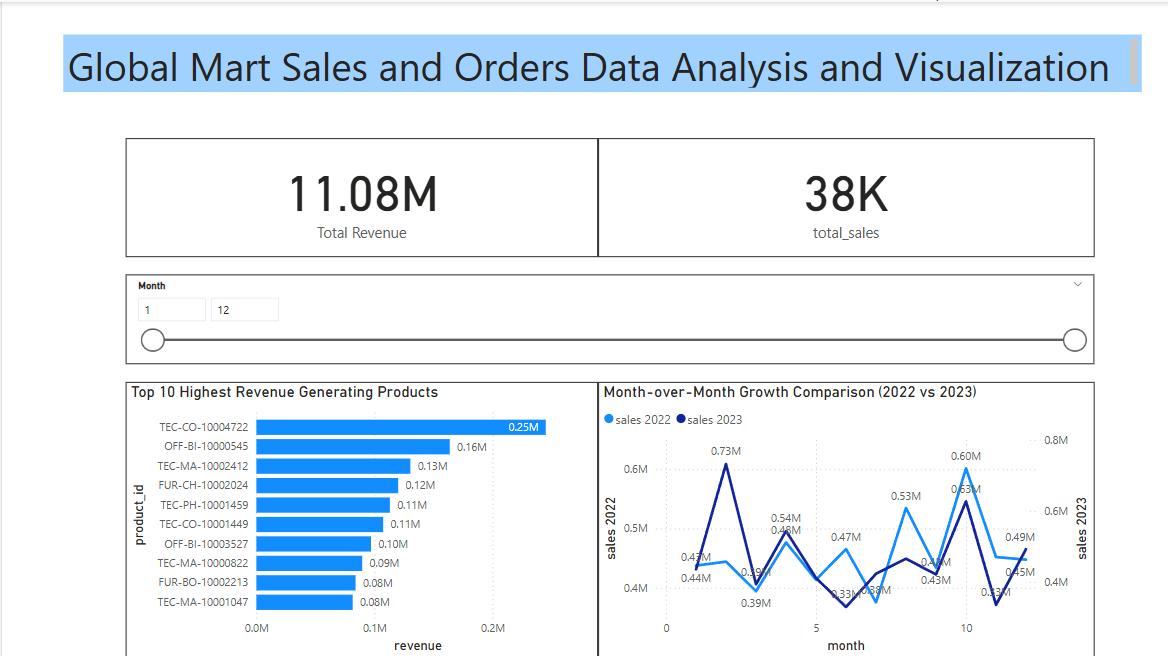 Global Mart Sales and Orders Data Analysis and Visualization
11.08M
Total Revenue
38K
total_sales
Month
1
12
Top 10 Highest Revenue Generating Products
product_id
TEC-CO-10004722
0.25M
OFF-BI-10000545
0.16M
TEC-MA-10002412
0.13M
FUR-CH-10002024
0.12M
TEC-PH-10001459
0.11M
TEC-CO-10001449
0.11M
OFF-BI-10003527
0.10M
TEC-MA-10000822
0.09M
FUR-BO-10002213
0.08M
TEC-MA-10001047
0.08M
0.0M 0.1M 0.2M
revenue
Month-over-Month Growth Comparison (2022 vs 2023)
sales 2022 sales 2023
sales 2022
0.6M
0.5M
0.4M
0.73M
0.44M
0.39M
0.39M
0.54M
0.48M
0.47M
0.33M
0.38M
0.53M
0.43M
0.60M
0.63M
0.33M
0.49M
0.45M
0.8M
0.6M
0.4M
sales 2023
0 5 10
month